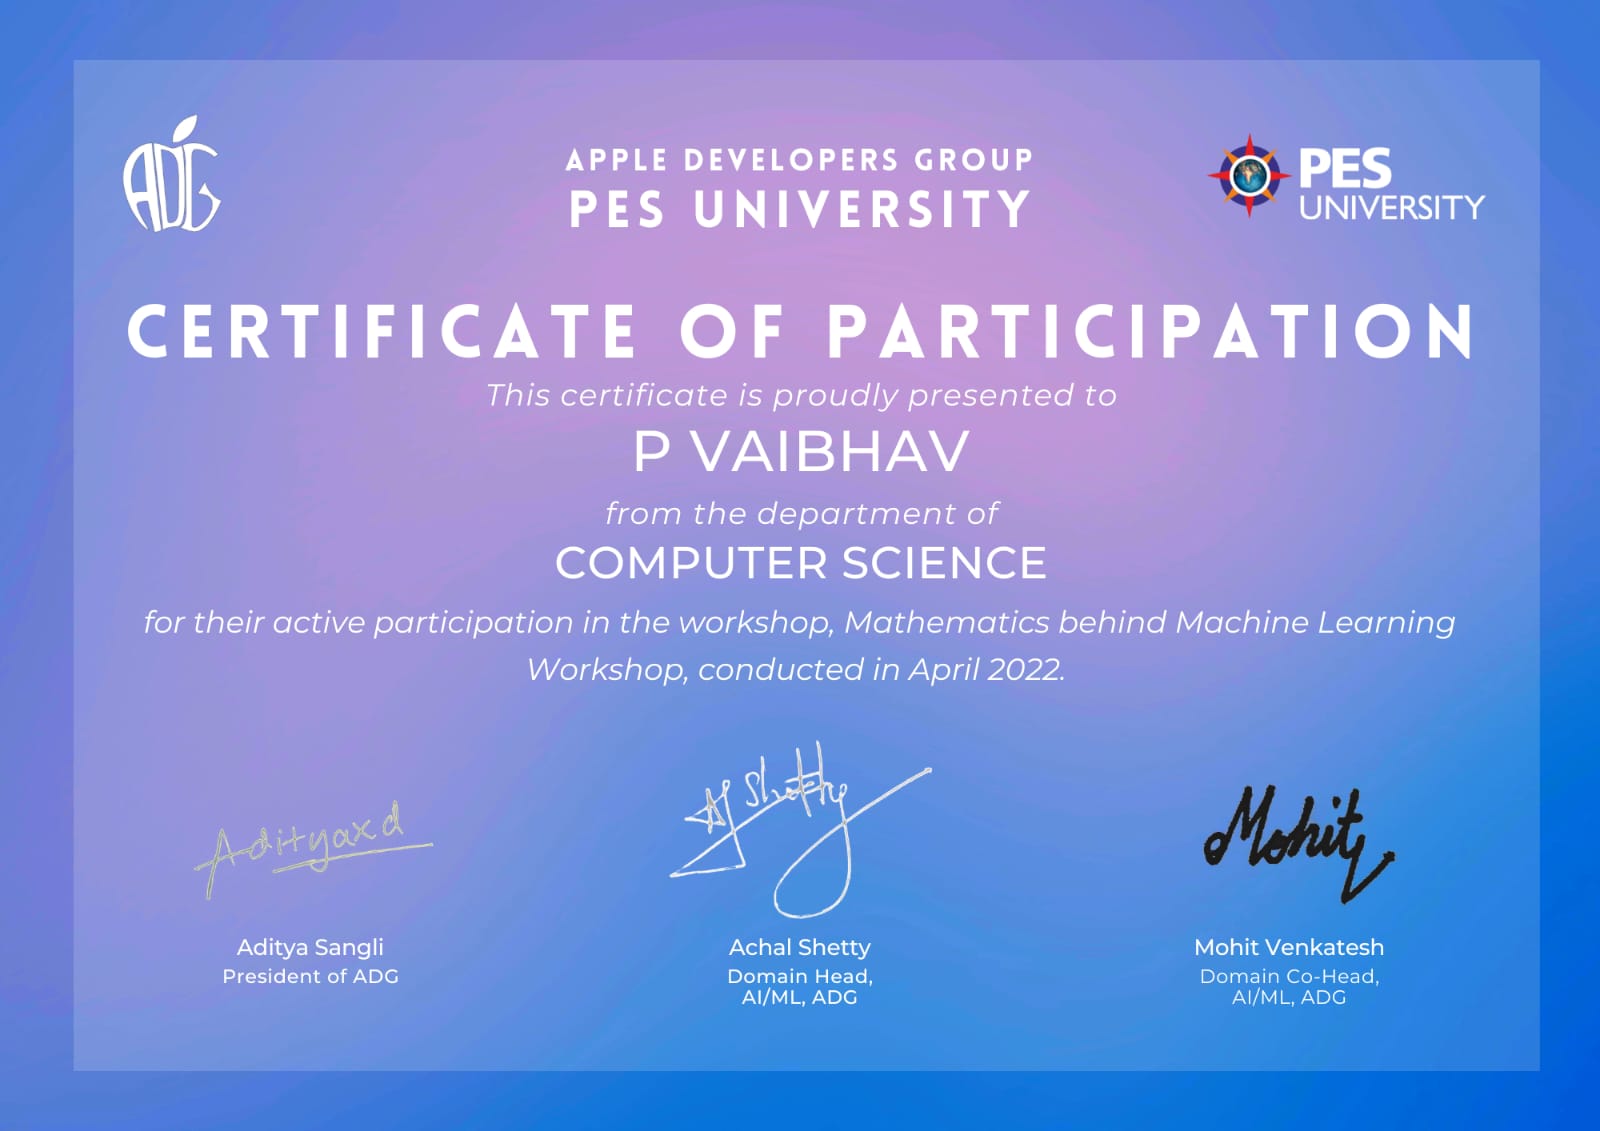 ADG
APPLE DEVELOPERS GROUP
PES UNIVERSITY
PES
UNIVERSITY
CERTIFICATE OF PARTICIPATION
This certificate is proudly presented to
P VAIBHAV
from the department of
COMPUTER SCIENCE
for their active participation in the workshop, Mathematics behind Machine Learning
Workshop, conducted in April 2022.
Adityaxd
Shetty
Mohit
Aditya Sangli
President of ADG
Achal Shetty
Domain Head,
AI/ML, ADG
Mohit Venkatesh
Domain Co-Head,
AI/ML, ADG